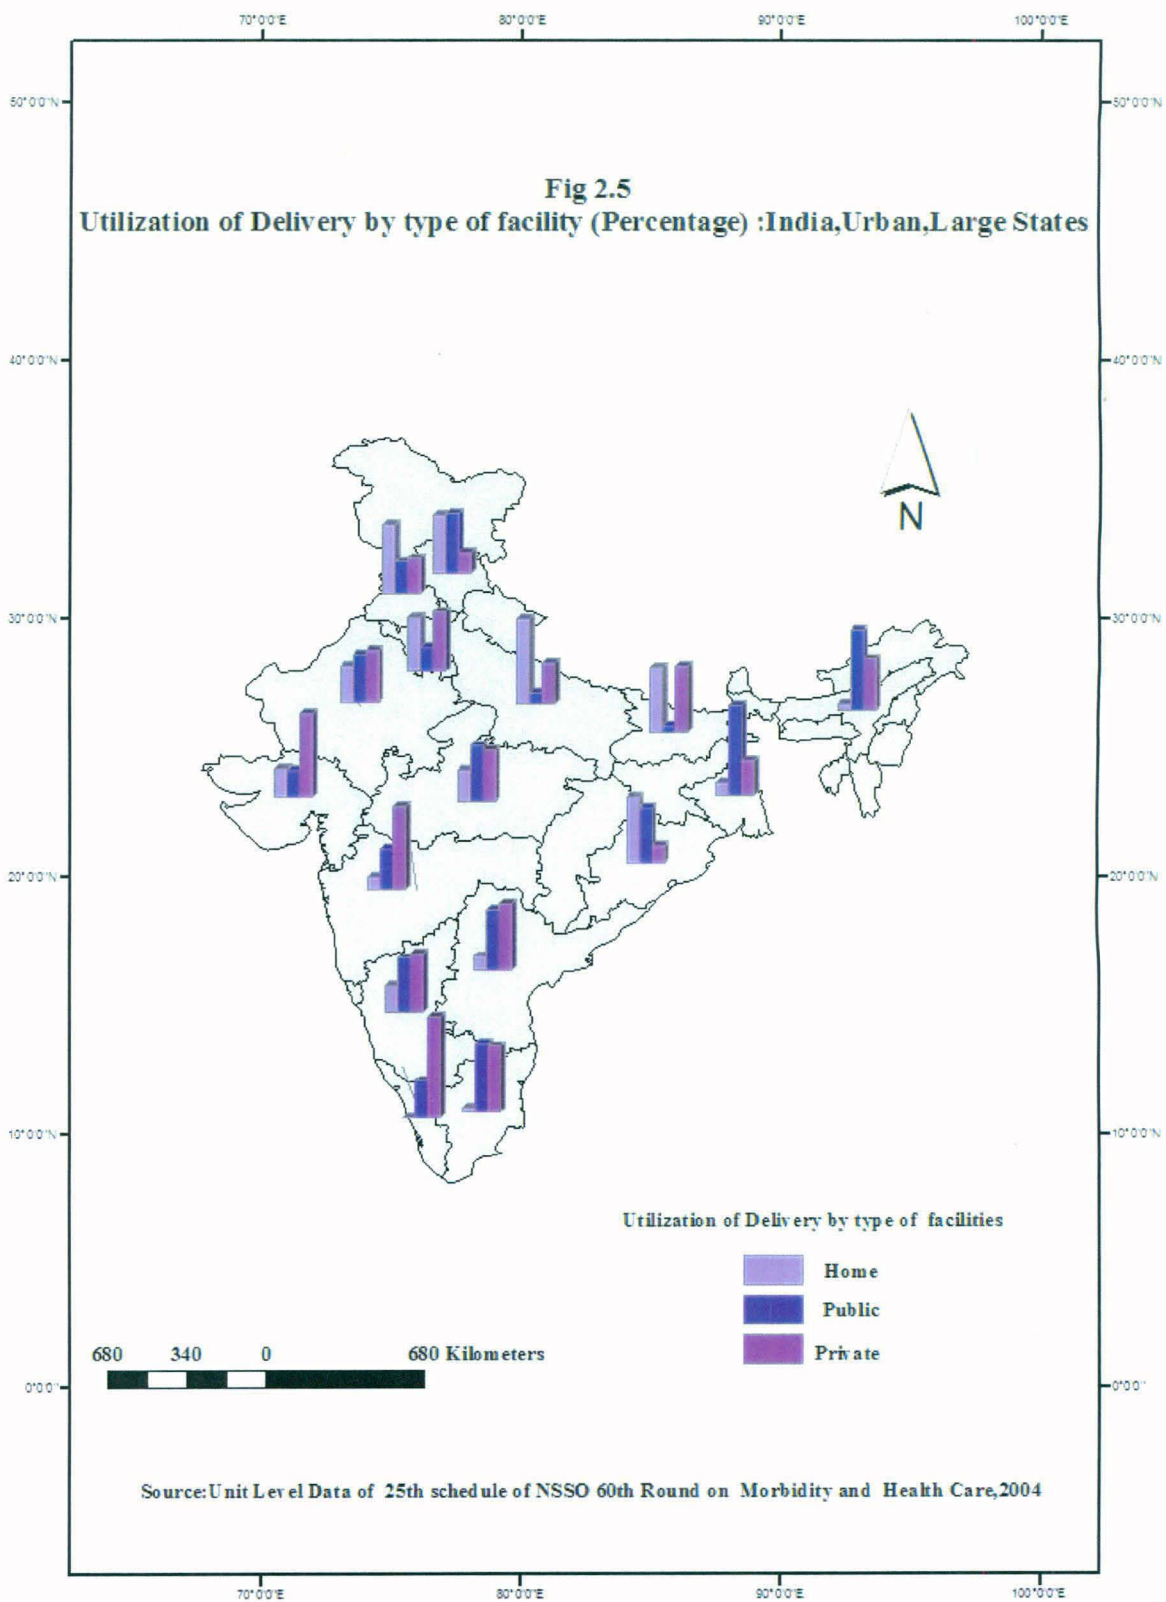 70°0'0"E 80°0'0"E 90°0'0"E 100°0'0"E
50°0'0"N 50°0'0"N
Fig 2.5
Utilization of Delivery by type of facility (Percentage) :India,Urban,Large States
40°0'0"N 40°0'0"N
N
30°0'0"N 30°0'0"N
20°0'0"N 20°0'0"N
10°0'0"N 10°0'0"N
Utilization of Delivery by type of facilities
Home
Public
Private
680 340 0 680 Kilometers
0°0'0" 0°0'0"
Source:Unit Level Data of 25th schedule of NSSO 60th Round on Morbidity and Health Care,2004
70°0'0"E 80°0'0"E 90°0'0"E 100°0'0"E